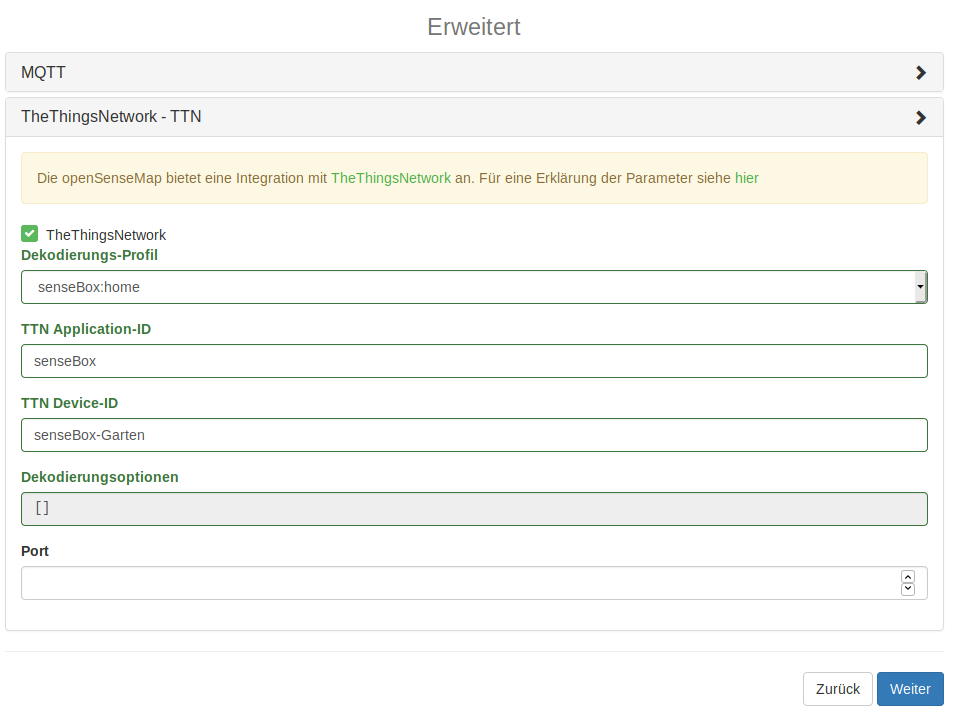 Erweitert
MQTT
TheThingsNetwork - TTN
Die openSenseMap bietet eine Integration mit TheThingsNetwork an. Für eine Erklärung der Parameter siehe hier
TheThingsNetwork
Dekodierungs-Profil
senseBox:home
TTN Application-ID
senseBox
TTN Device-ID
senseBox-Garten
Dekodierungsoptionen
[]
Port
Zurück Weiter